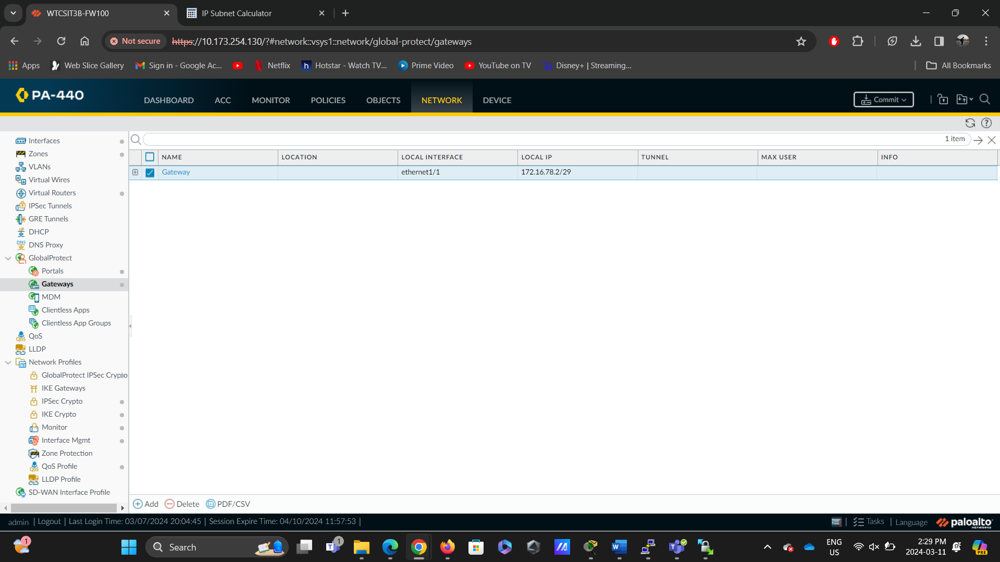 WTCSIT3B-FW100
IP Subnet Calculator
Not secure
https://10.173.254.130/?#network::vsys1::network/global-protect/gateways
Apps
Web Slice Gallery
Sign in - Google Ac...
Netflix
h Hotstar - Watch TV...
Prime Video
YouTube on TV
Disney+ | Streaming...
All Bookmarks
PA-440
DASHBOARD
ACC
MONITOR
POLICIES
OBJECTS
NETWORK
DEVICE
Commit
Interfaces
Zones
VLANs
Virtual Wires
Virtual Routers
IPSec Tunnels
GRE Tunnels
DHCP
DNS Proxy
GlobalProtect
Portals
Gateways
MDM
Clientless Apps
Clientless App Groups
QoS
LLDP
Network Profiles
GlobalProtect IPSec Crypto
IKE Gateways
IPSec Crypto
IKE Crypto
Monitor
Interface Mgmt
Zone Protection
QoS Profile
LLDP Profile
SD-WAN Interface Profile
1 item
NAME LOCATION LOCAL INTERFACE LOCAL IP TUNNEL MAX USER INFO
Gateway ethernet1/1 172.16.78.2/29
Add
Delete
PDF/CSV
admin | Logout | Last Login Time: 03/07/2024 20:04:45 | Session Expire Time: 04/10/2024 11:57:53 |
Tasks | Language
paloalto
NETWORKS
1
Search
1
ENG
US
2:29 PM
2024-03-11
PRE